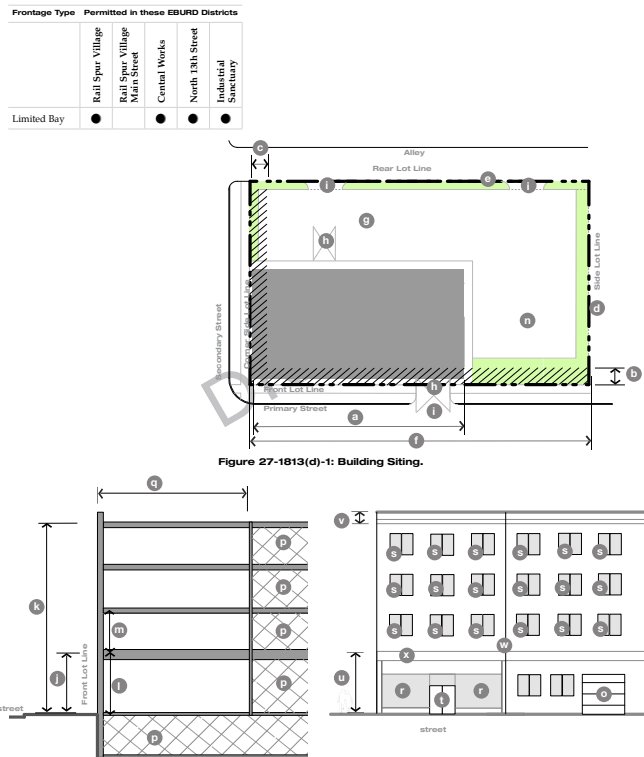 Frontage Type Permitted in these EBURD Districts
Rail Spur Village
Rail Spur Village
Main Street
Central Works
North 13th Street
Industrial
Sanctuary
Limited Bay
c
Alley
Rear Lot Line
i
e
i
g
h
Side Lot Line
Secondary Street
Corner Side Lot Line
d
n
D
b
h
Front Lot Line
Primary Street
i
a
f
Figure 27-1813(d)-1: Building Siting.
q
v
p
s s s s s s
p
s s s s s s
k
m
p
s s s s s s
w
x
Front Lot Line
j
l
p
u
r
t
r
o
street
p
street